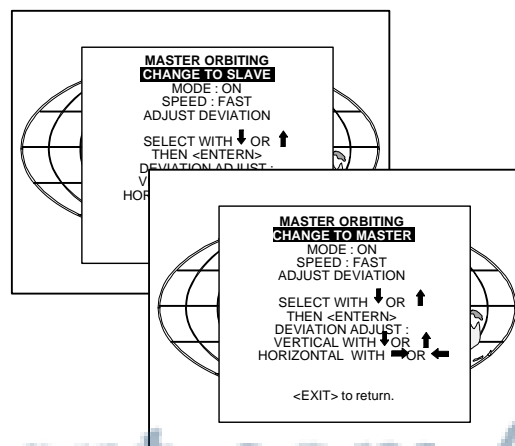 MASTER ORBITING
CHANGE TO SLAVE
MODE : ON
SPEED : FAST
ADJUST DEVIATION
SELECT WITH ⬇ OR ⬆
THEN <ENTERN>
DEVIATION ADJUST :
MASTER ORBITING
CHANGE TO MASTER
MODE : ON
SPEED : FAST
ADJUST DEVIATION
SELECT WITH ⬇ OR ⬆
THEN <ENTERN>
DEVIATION ADJUST :
VERTICAL WITH ⬇ OR ⬆
HORIZONTAL WITH ➡ OR ⬅
<EXIT> to return.